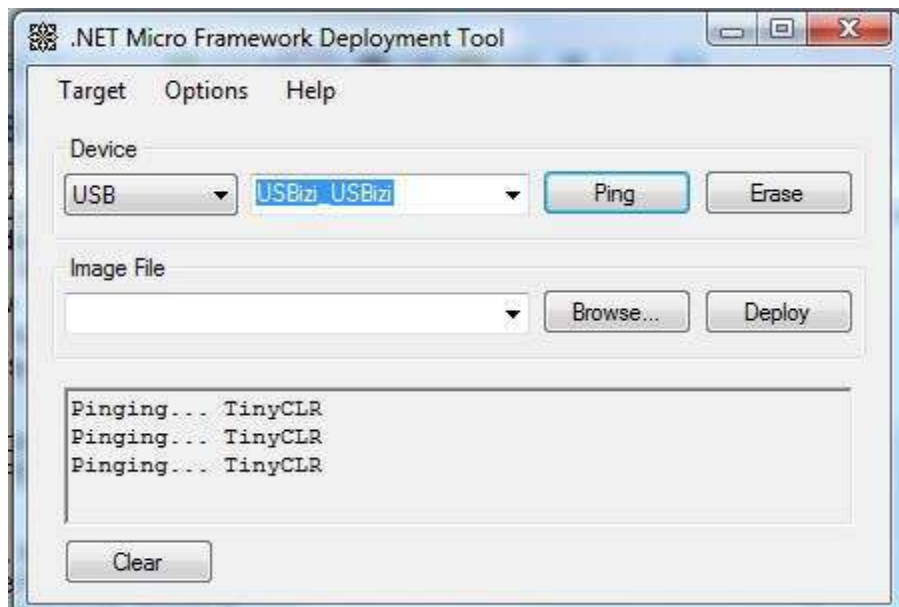 .NET Micro Framework Deployment Tool
Target Options Help
Device
USB USBizi_USBizi Ping Erase
Image File
Browse... Deploy
Pinging... TinyCLR
Pinging... TinyCLR
Pinging... TinyCLR
Clear